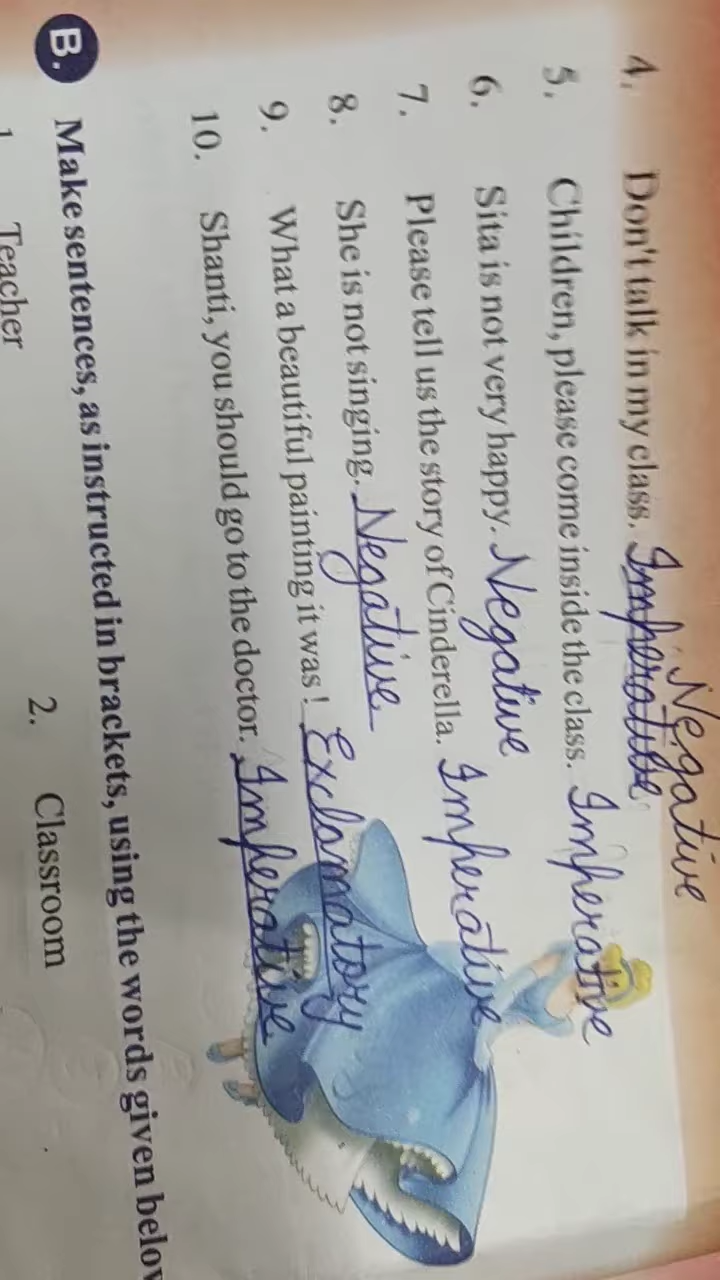 4. Don't talk in my class. Imperative Negative
5. Children, please come inside the class. Imperative
6. Sita is not very happy. Negative
7. Please tell us the story of Cinderella. Imperative
8. She is not singing. Negative
9. What a beautiful painting it was! Exclamatory
10. Shanti, you should go to the doctor. Imperative
B. Make sentences, as instructed in brackets, using the words given below
1 Teacher 2. Classroom